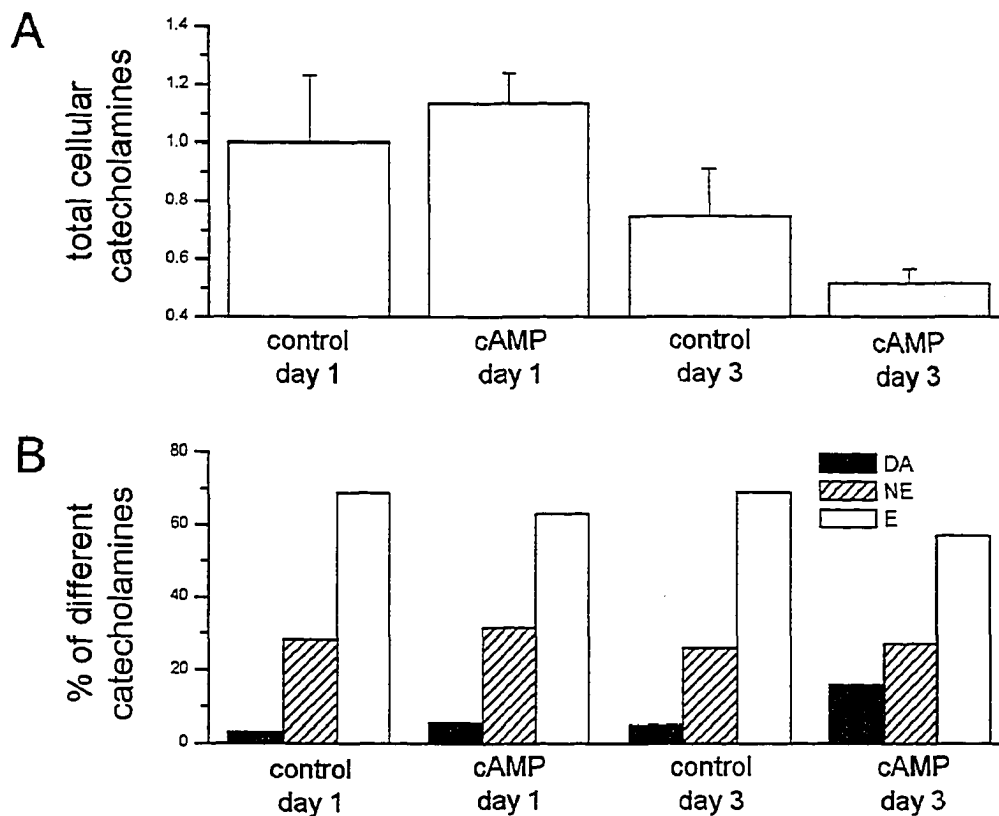 A
total cellular
catecholamines
1.4
1.2
1.0
0.8
0.6
0.4
control
day 1
cAMP
day 1
control
day 3
cAMP
day 3
B
% of different
catecholamines
80
60
40
20
0
DA
NE
E
control
day 1
cAMP
day 1
control
day 3
cAMP
day 3